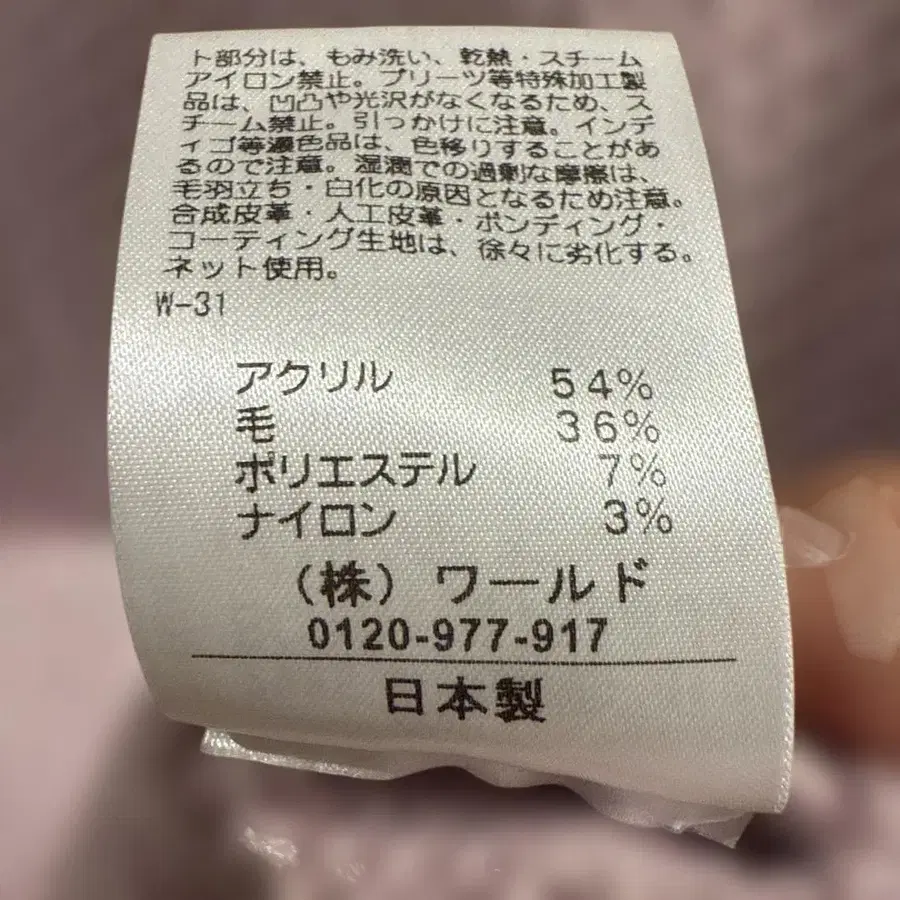 ト部分は、もみ洗い、乾熱・スチーム
アイロン禁止。プリーツ等特殊加工製
品は、凹凸や光沢がなくなるため、ス
チーム禁止。引っかけに注意。インデ
ィゴ等濃色品は、色移りすることがあ
るので注意。湿潤での過剰な摩擦は、
毛羽立ち・白化の原因となるため注意。
合成皮革・人工皮革・ボンディング・
コーティング生地は、徐々に劣化する。
ネット使用。
W-31
アクリル 54%
毛 36%
ポリエステル 7%
ナイロン 3%
(株)ワールド
0120-977-917
日本製